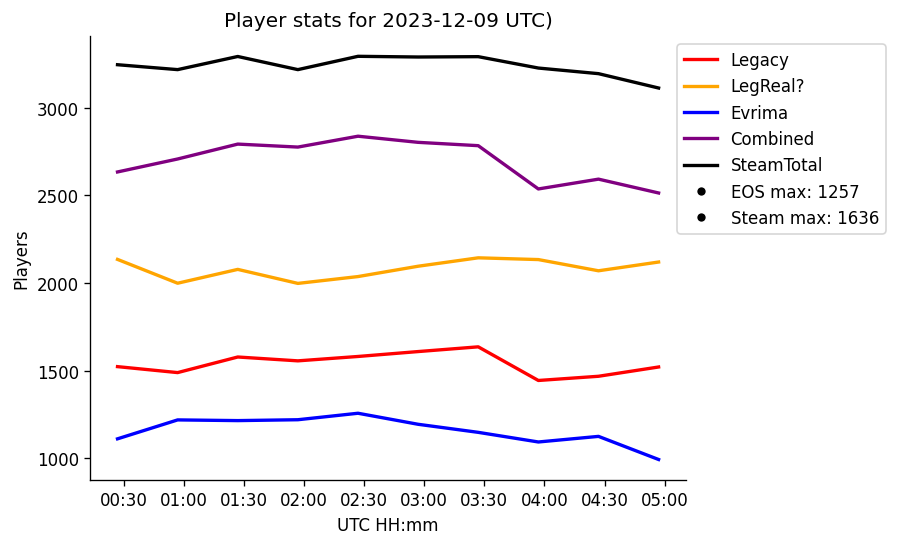 Player stats for 2023-12-09 UTC)
Players
3000
2500
2000
1500
1000
00:30 01:00 01:30 02:00 02:30 03:00 03:30 04:00 04:30 05:00
UTC HH:mm
Legacy
LegReal?
Evrima
Combined
SteamTotal
EOS max: 1257
Steam max: 1636